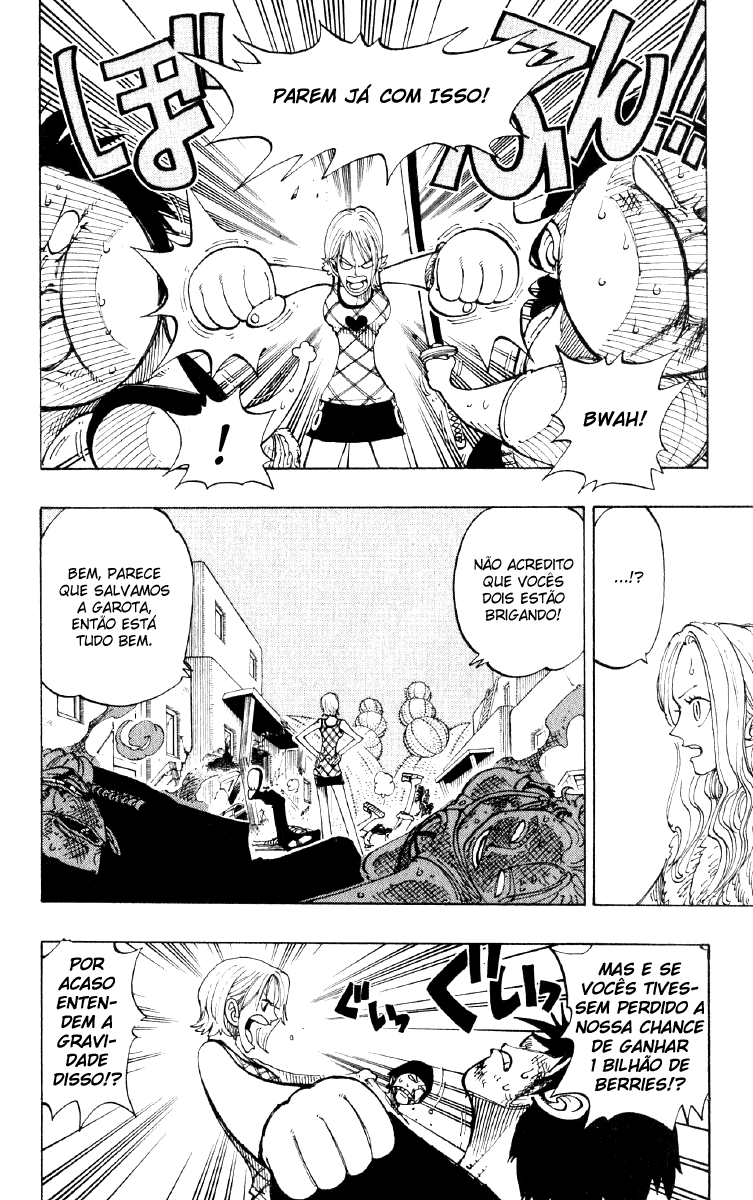 PAREM JÁ COM ISSO!
ぼ
ふん!!!
!
BWAH!
...!?
NÃO ACREDITO
QUE VOCÊS
DOIS ESTÃO
BRIGANDO!
BEM, PARECE
QUE SALVAMOS
A GAROTA,
ENTÃO ESTÁ
TUDO BEM.
MAS E SE
VOCÊS TIVES-
SEM PERDIDO A
NOSSA CHANCE
DE GANHAR
1 BILHÃO DE
BERRIES!?
ぐいっ
ぐいっ
POR
ACASO
ENTEN-
DEM A
GRAVI-
DADE
DISSO!?